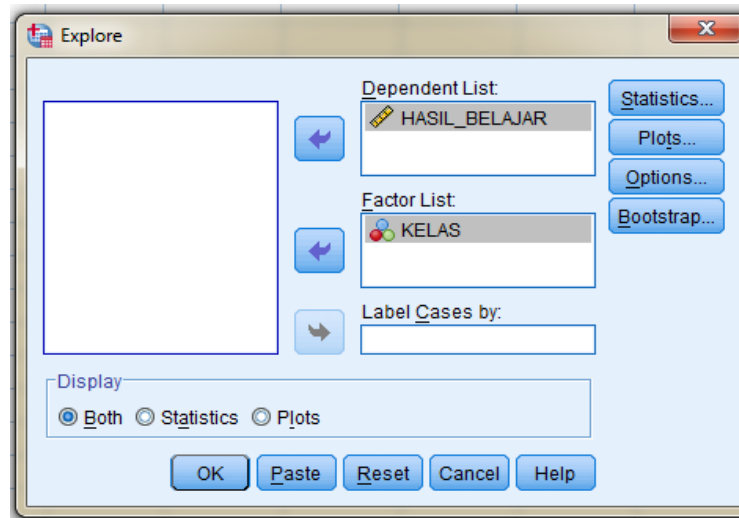 Explore
Dependent List:
HASIL_BELAJAR
Statistics...
Plots...
Options...
Bootstrap...
Factor List:
KELAS
Label Cases by:
Display
Both Statistics Plots
OK Paste Reset Cancel Help